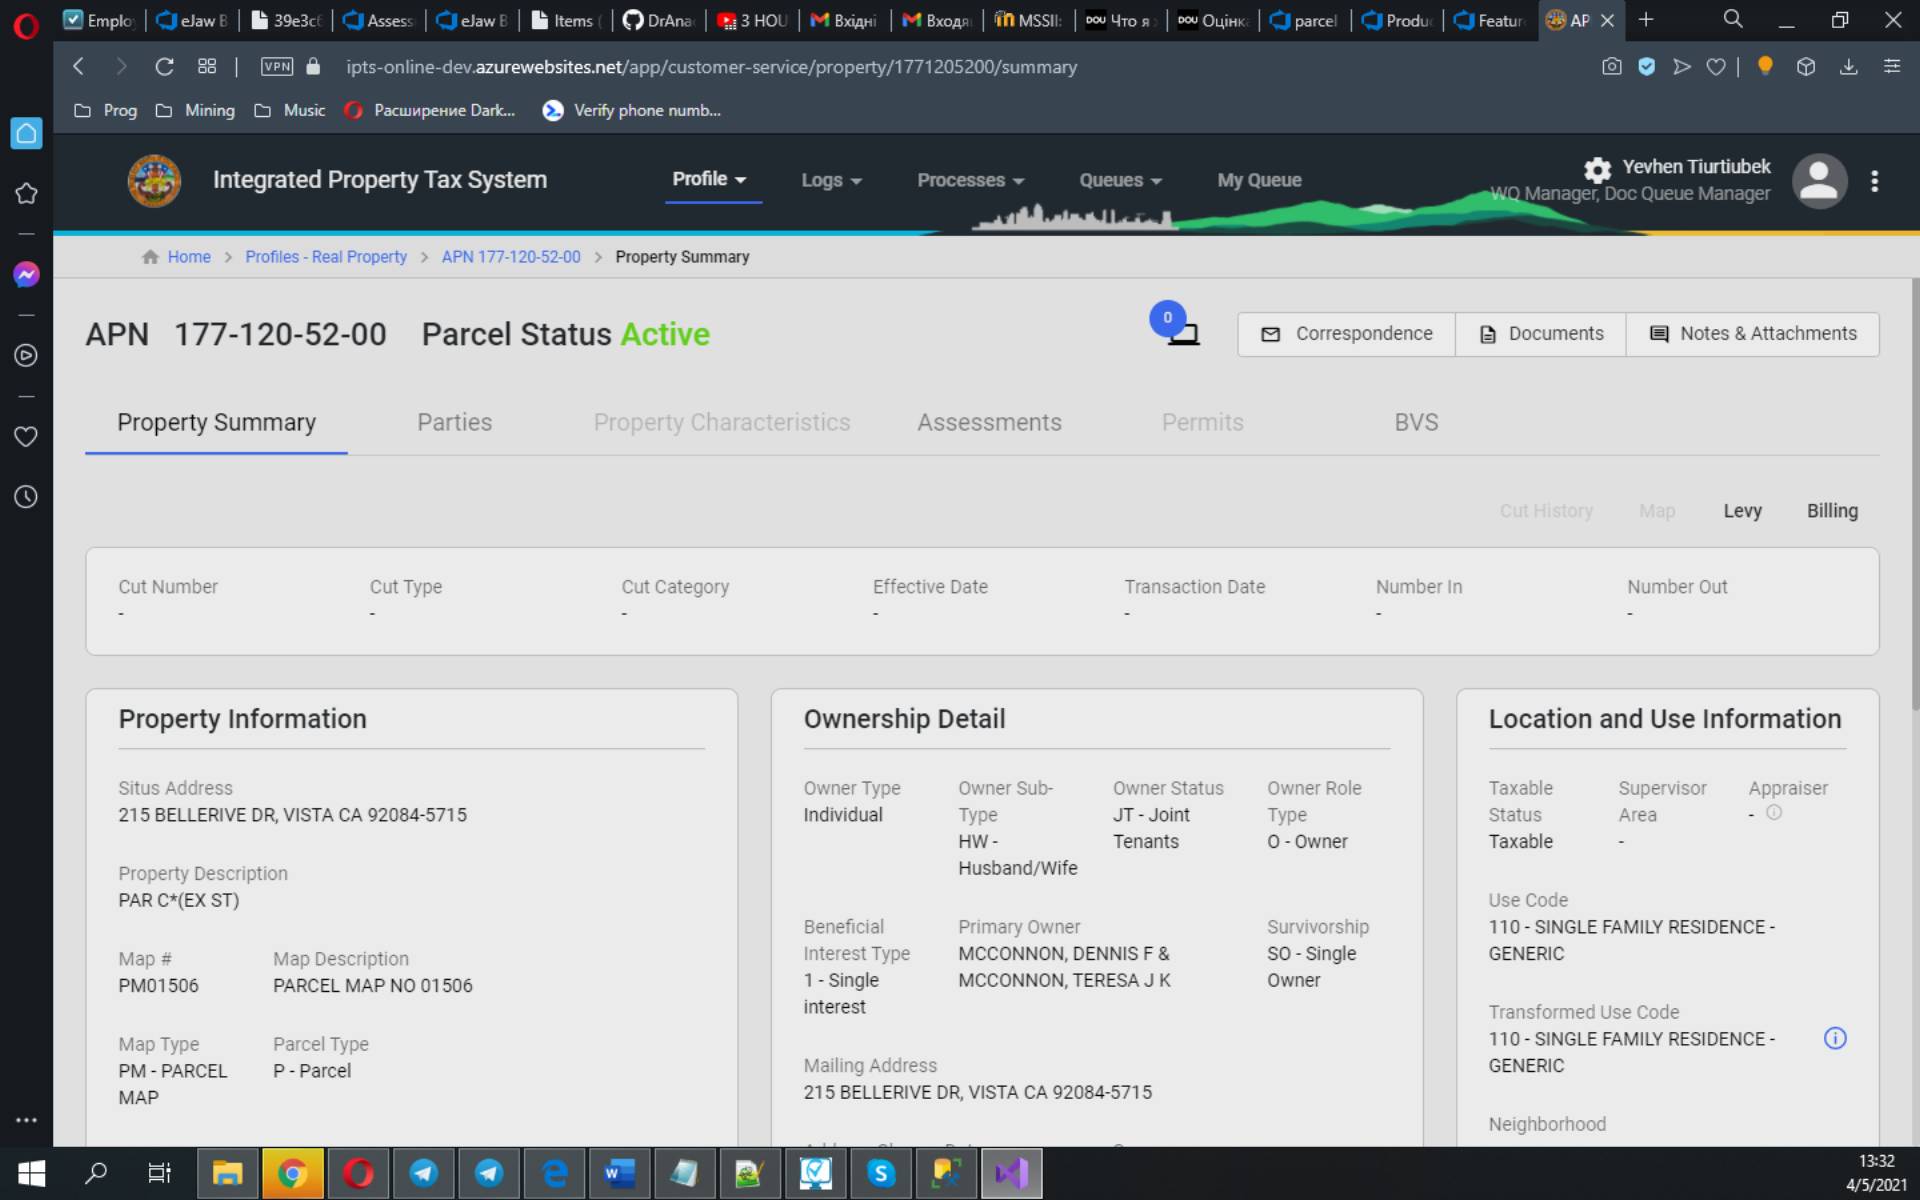 Emplo
eJaw B
39e3c6
Assess
eJaw B
Items (
DrAna
3 HOU
Вхідні
Входя
MSSII:
DOU Что я
DOU Оцінк
parcel
Produ
Featur
AP
VPN ipts-online-dev.azurewebsites.net/app/customer-service/property/1771205200/summary
Prog Mining Music Расширение Dark... Verify phone numb...
Integrated Property Tax System Profile Logs Processes Queues My Queue
Yevhen Tiurtiubek
WQ Manager, Doc Queue Manager
Home > Profiles - Real Property > APN 177-120-52-00 > Property Summary
APN 177-120-52-00 Parcel Status Active
0
Correspondence Documents Notes & Attachments
Property Summary Parties Property Characteristics Assessments Permits BVS
Cut History Map Levy Billing
Cut Number Cut Type Cut Category Effective Date Transaction Date Number In Number Out
- - - - - - -
Property Information
Situs Address
215 BELLERIVE DR, VISTA CA 92084-5715
Property Description
PAR C*(EX ST)
Map # Map Description
PM01506 PARCEL MAP NO 01506
Map Type Parcel Type
PM - PARCEL P - Parcel
MAP
Ownership Detail
Owner Type
Individual
Owner Sub-
Type
HW -
Husband/Wife
Owner Status
JT - Joint
Tenants
Owner Role
Type
O - Owner
Beneficial
Interest Type
1 - Single
interest
Primary Owner
MCCONNON, DENNIS F &
MCCONNON, TERESA J K
Survivorship
SO - Single
Owner
Mailing Address
215 BELLERIVE DR, VISTA CA 92084-5715
Location and Use Information
Taxable
Status
Taxable
Supervisor
Area
-
Appraiser
-
Use Code
110 - SINGLE FAMILY RESIDENCE -
GENERIC
Transformed Use Code
110 - SINGLE FAMILY RESIDENCE -
GENERIC
Neighborhood
13:32
4/5/2021